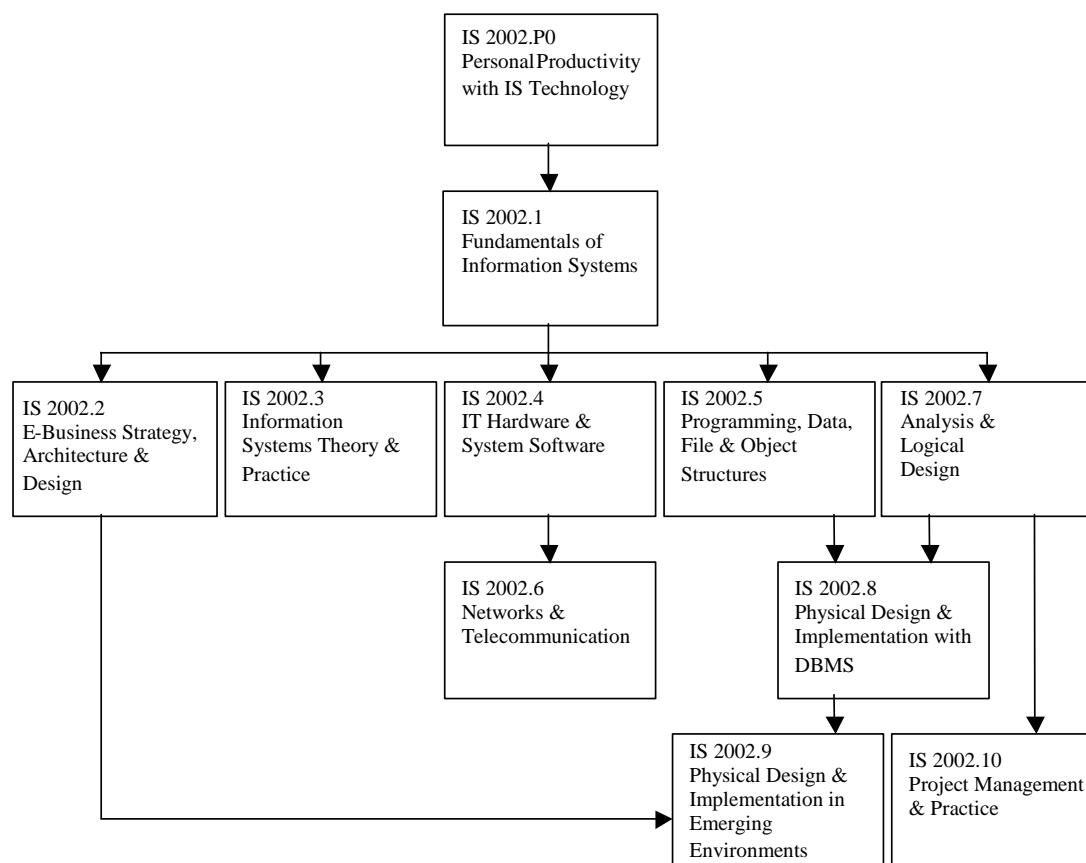 IS 2002.P0
Personal Productivity
with IS Technology
IS 2002.1
Fundamentals of
Information Systems
IS 2002.2
E-Business Strategy,
Architecture &
Design
IS 2002.3
Information
Systems Theory &
Practice
IS 2002.4
IT Hardware &
System Software
IS 2002.5
Programming, Data,
File & Object
Structures
IS 2002.7
Analysis &
Logical
Design
IS 2002.6
Networks &
Telecommunication
IS 2002.8
Physical Design &
Implementation with
DBMS
IS 2002.9
Physical Design &
Implementation in
Emerging
Environments
IS 2002.10
Project Management
& Practice